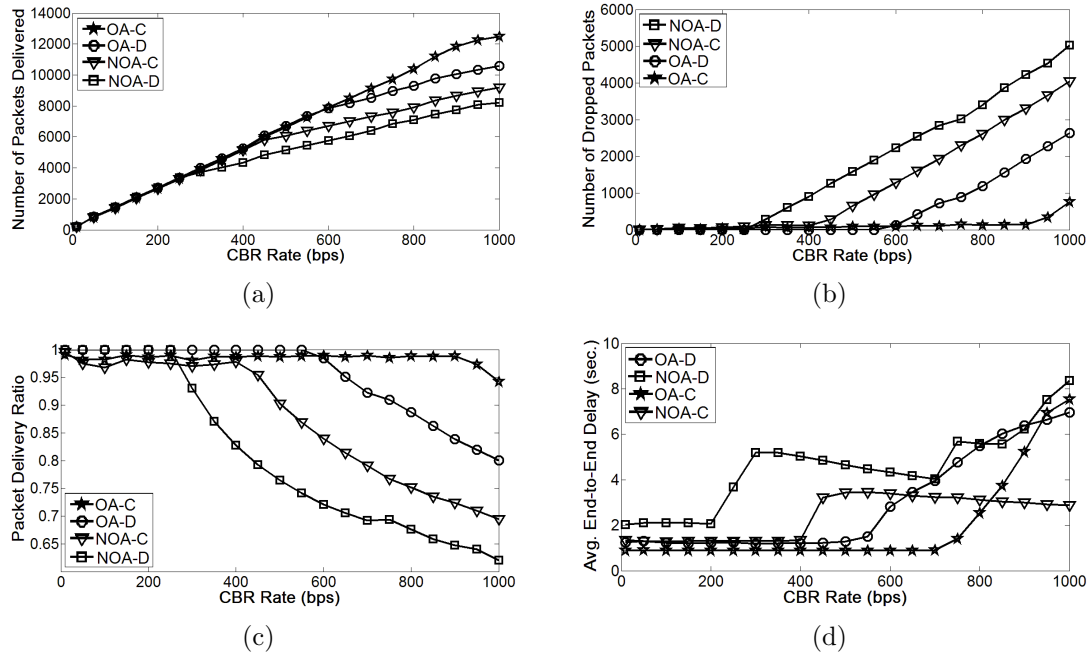 Number of Packets Delivered
14000
12000
10000
8000
6000
4000
2000
0
OA-C
OA-D
NOA-C
NOA-D
0
200
400
600
800
1000
CBR Rate (bps)
(a)
Number of Dropped Packets
6000
5000
4000
3000
2000
1000
0
NOA-D
NOA-C
OA-D
OA-C
0
200
400
600
800
1000
CBR Rate (bps)
(b)
Packet Delivery Ratio
1
0.95
0.9
0.85
0.8
0.75
0.7
0.65
OA-C
OA-D
NOA-C
NOA-D
0
200
400
600
800
1000
CBR Rate (bps)
(c)
Avg. End-to-End Delay (sec.)
10
8
6
4
2
0
OA-D
NOA-D
OA-C
NOA-C
0
200
400
600
800
1000
CBR Rate (bps)
(d)